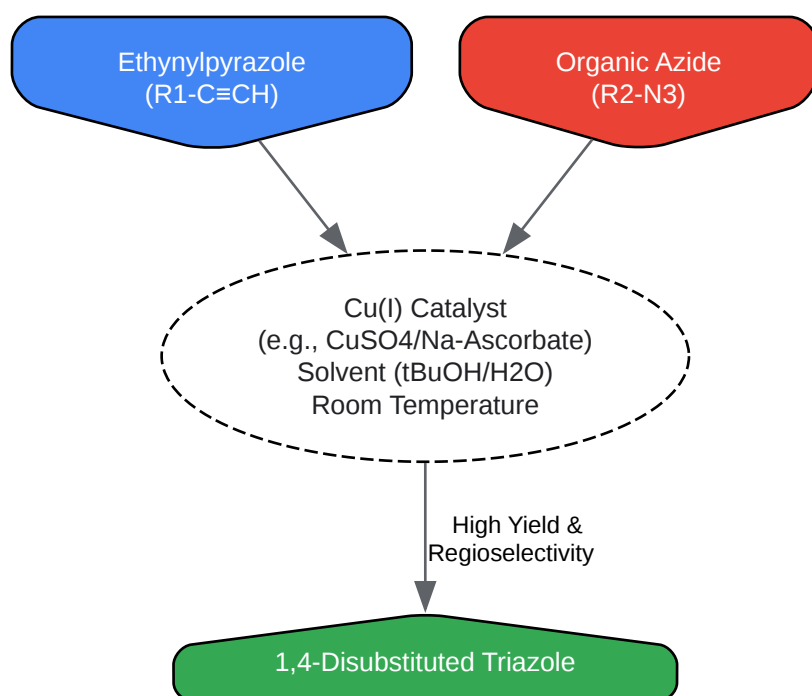 Ethynylpyrazole
(R1-C≡CH)
Organic Azide
(R2-N3)
Cu(I) Catalyst
(e.g., CuSO4/Na-Ascorbate)
Solvent (tBuOH/H2O)
Room Temperature
High Yield &
Regioselectivity
1,4-Disubstituted Triazole